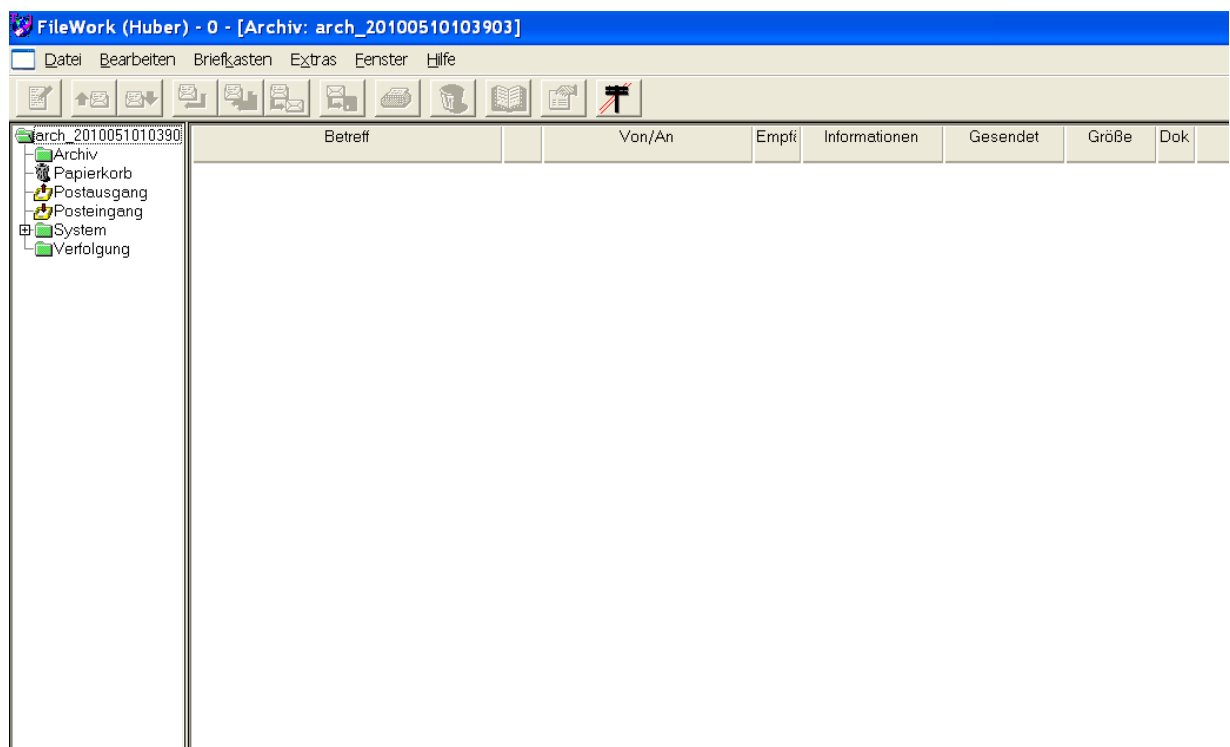 FileWork (Huber) - 0 - [Archiv: arch_20100510103903]
Datei Bearbeiten Briefkasten Extras Fenster Hilfe
arch_2010051010390
Betreff Von/An Empfä Informationen Gesendet Größe Dok
Archiv
Papierkorb
Postausgang
Posteingang
System
Verfolgung